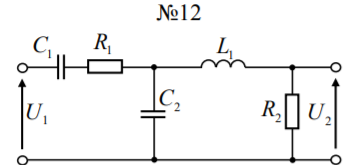 №12
C₁ R₁ L₁
C₂
U₁ R₂ U₂